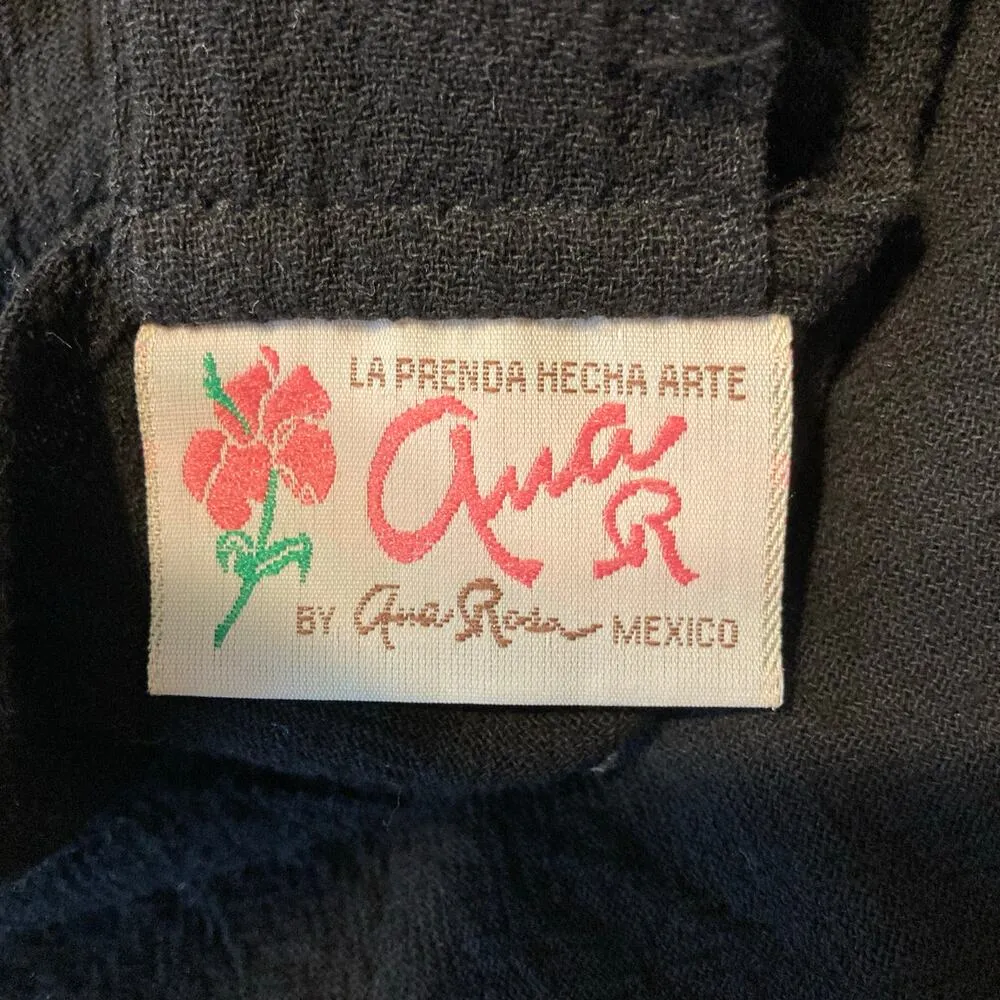 LA PRENDA HECHA ARTE
Ana
R
BY Ana Rosa MEXICO